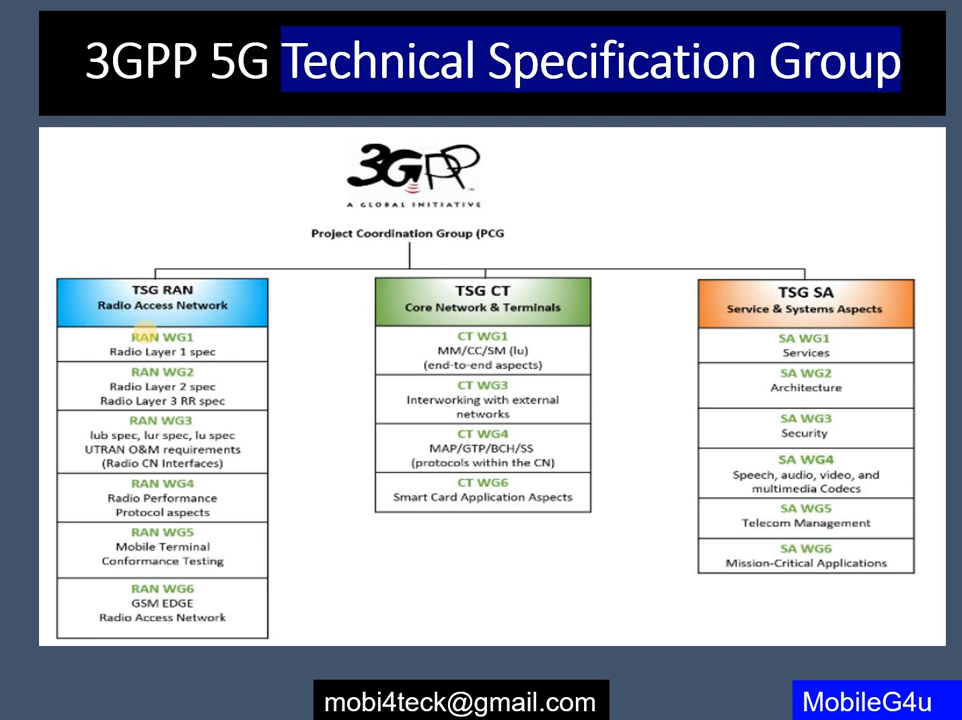 3GPP 5G Technical Specification Group
3GPP
A GLOBAL INITIATIVE
Project Coordination Group (PCG
TSG RAN
Radio Access Network
RAN WG1
Radio Layer 1 spec
RAN WG2
Radio Layer 2 spec
Radio Layer 3 RR spec
RAN WG3
lub spec, lur spec, lu spec
UTRAN O&M requirements
(Radio CN Interfaces)
RAN WG4
Radio Performance
Protocol aspects
RAN WG5
Mobile Terminal
Conformance Testing
RAN WG6
GSM EDGE
Radio Access Network
TSG CT
Core Network & Terminals
CT WG1
MM/CC/SM (lu)
(end-to-end aspects)
CT WG3
Interworking with external
networks
CT WG4
MAP/GTP/BCH/SS
(protocols within the CN)
CT WG6
Smart Card Application Aspects
TSG SA
Service & Systems Aspects
SA WG1
Services
SA WG2
Architecture
SA WG3
Security
SA WG4
Speech, audio, video, and
multimedia Codecs
SA WG5
Telecom Management
SA WG6
Mission-Critical Applications
mobi4teck@gmail.com
MobileG4u